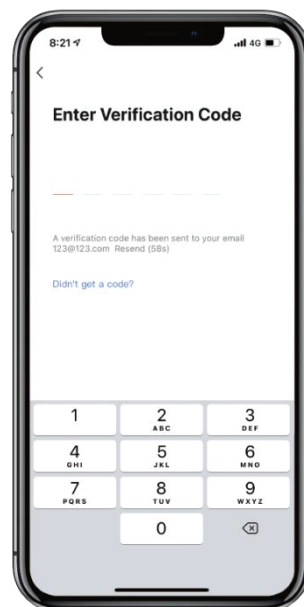 8:21 4G
Enter Verification Code
A verification code has been sent to your email
123@123.com Resend (58s)
Didn't get a code?
1 2 3
ABC DEF
4 5 6
GHI JKL MNO
7 8 9
PQRS TUV WXYZ
0